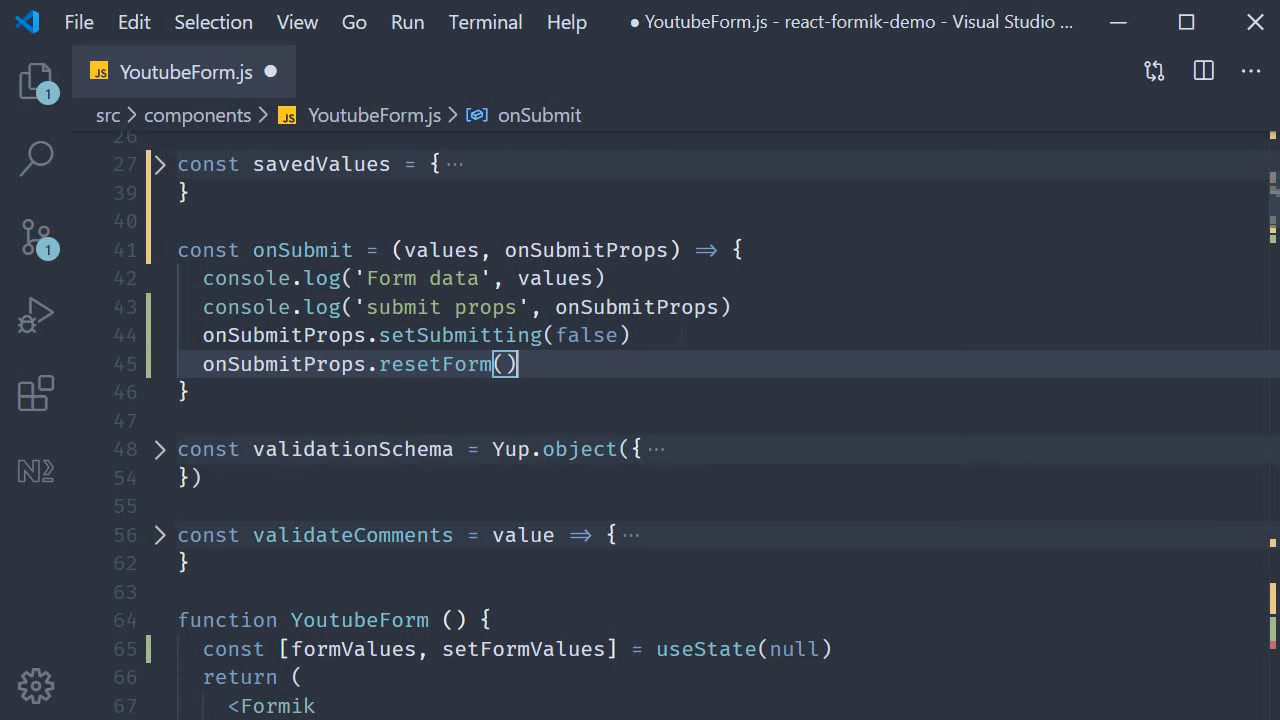 File Edit Selection View Go Run Terminal Help ● YoutubeForm.js - react-formik-demo - Visual Studio ...
JS YoutubeForm.js ●
src > components > JS YoutubeForm.js > onSubmit
26
27 const savedValues = {···
39 }
40
41 const onSubmit = (values, onSubmitProps) => {
42 console.log('Form data', values)
43 console.log('submit props', onSubmitProps)
44 onSubmitProps.setSubmitting(false)
45 onSubmitProps.resetForm()
46 }
47
48 const validationSchema = Yup.object({···
54 })
55
56 const validateComments = value => {···
62 }
63
64 function YoutubeForm () {
65 const [formValues, setFormValues] = useState(null)
66 return (
67 <Formik
1
1